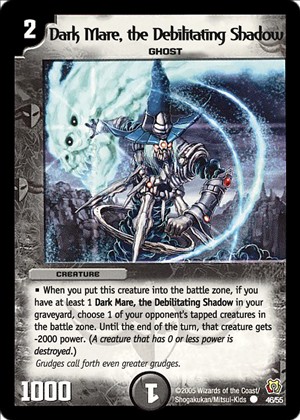 2
Dark Mare, the Debilitating Shadow
GHOST
CREATURE
■ When you put this creature into the battle zone, if you
have at least 1 Dark Mare, the Debilitating Shadow in
your graveyard, choose 1 of your opponent's tapped creatures
in the battle zone. Until the end of the turn, that creature gets
-2000 power. (A creature that has 0 or less power is
destroyed.)
Grudges call forth even greater grudges.
1000
1
©2005 Wizards of the Coast/
Shogakukan/Mitsui-Kids
46/55